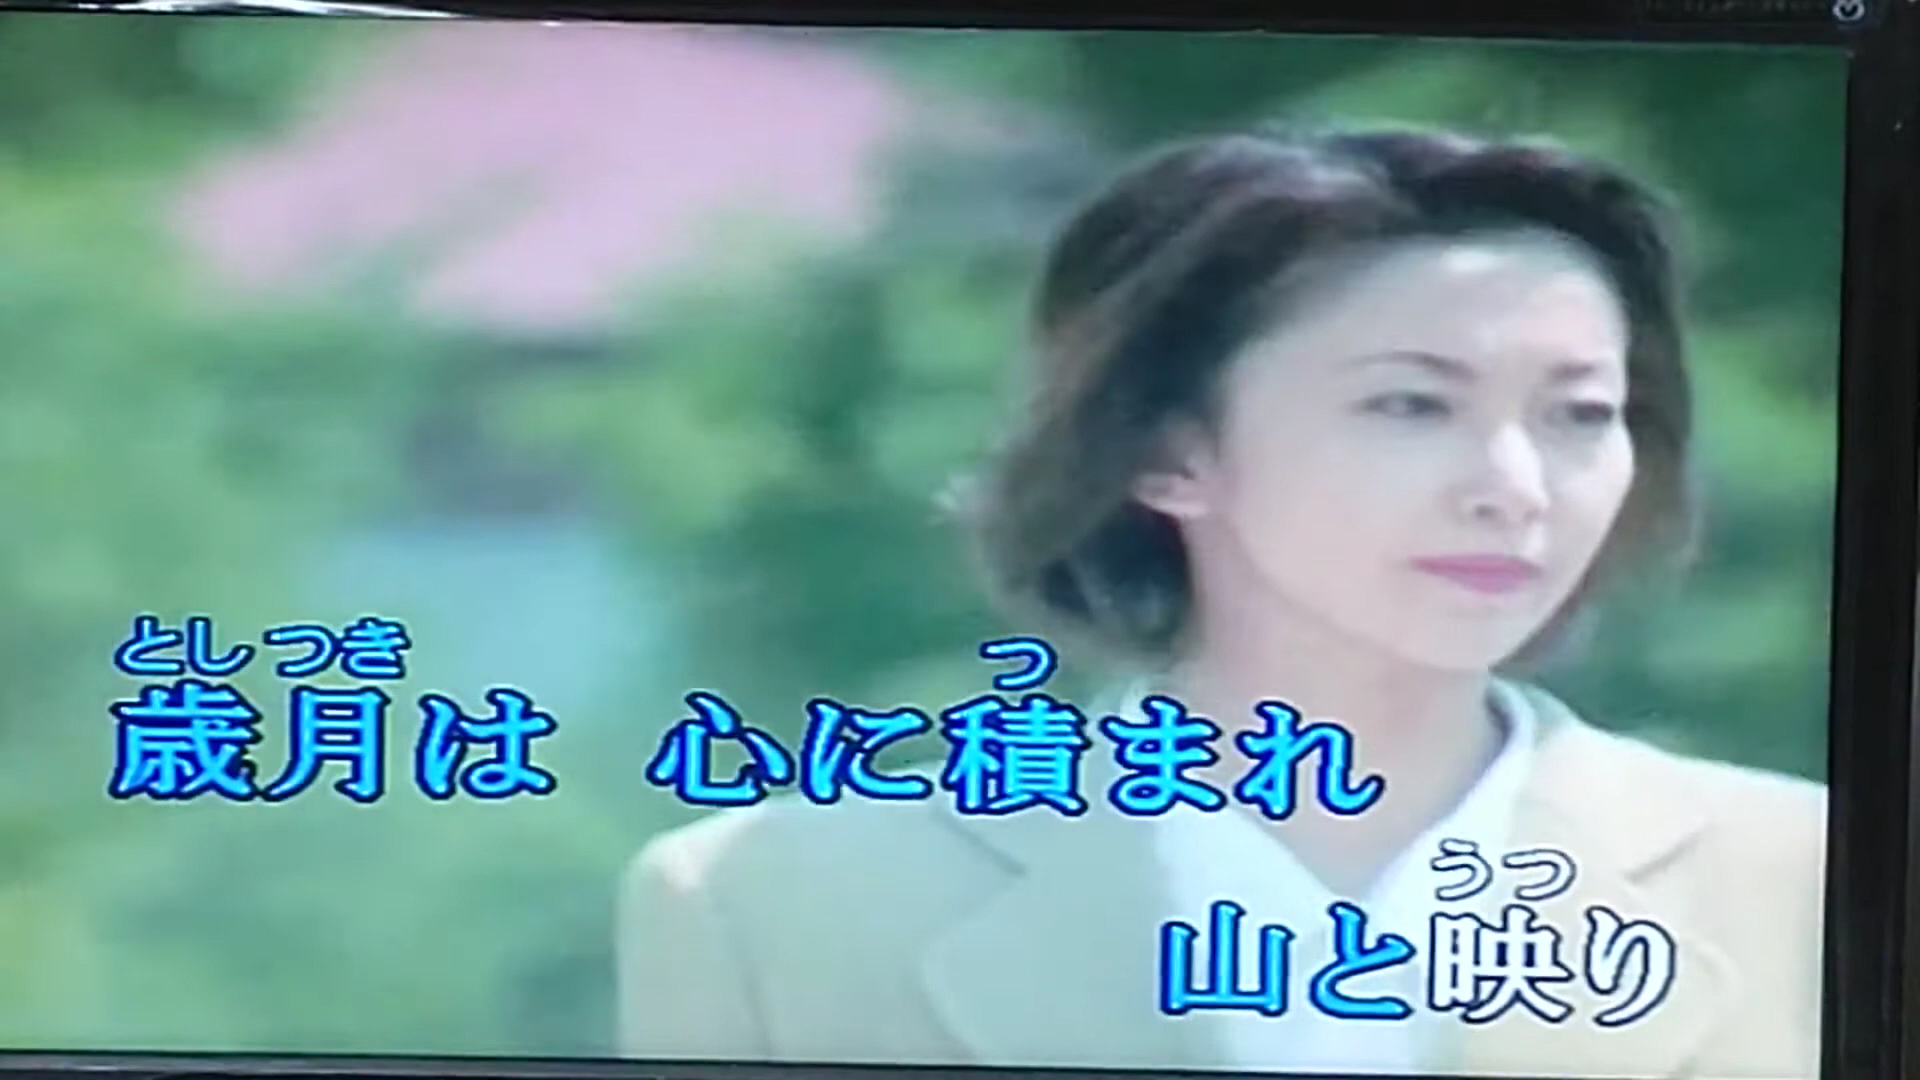 としつき
歳月は 心に積まれ
つ
うつ
山と映り